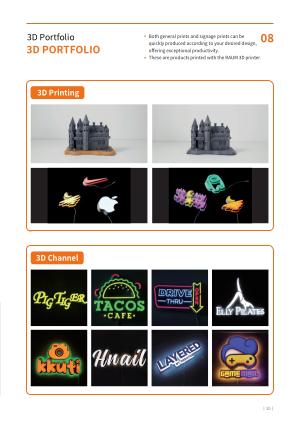 3D Portfolio
3D PORTFOLIO
• Both general prints and signage prints can be
quickly produced according to your desired design,
offering exceptional productivity.
• These are products printed with the RAUM 3D printer.
08
3D Printing
3D Channel
PIG TIGER
TACOS
CAFE
DRIVE
THRU
ELLY PILATES
kkuti
Hnail
LAYERED
GAME MAN
| 10 |